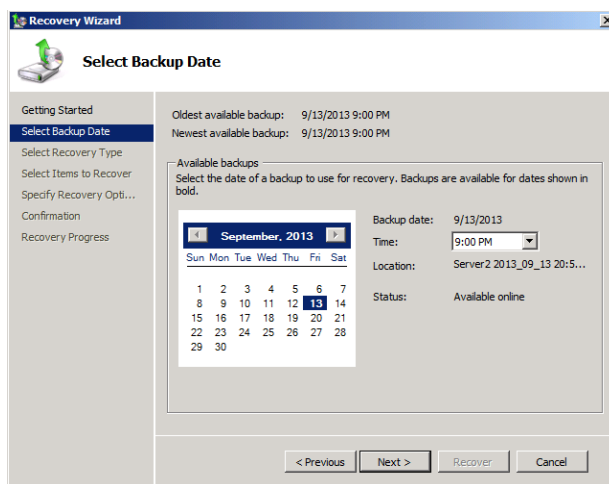 Recovery Wizard
Select Backup Date
Getting Started
Select Backup Date
Select Recovery Type
Select Items to Recover
Specify Recovery Opti...
Confirmation
Recovery Progress
Oldest available backup: 9/13/2013 9:00 PM
Newest available backup: 9/13/2013 9:00 PM
Available backups
Select the date of a backup to use for recovery. Backups are available for dates shown in
bold.
September, 2013
Sun Mon Tue Wed Thu Fri Sat
1 2 3 4 5 6 7
8 9 10 11 12 13 14
15 16 17 18 19 20 21
22 23 24 25 26 27 28
29 30
Backup date: 9/13/2013
Time: 9:00 PM
Location: Server2 2013_09_13 20:5...
Status: Available online
< Previous Next > Recover Cancel